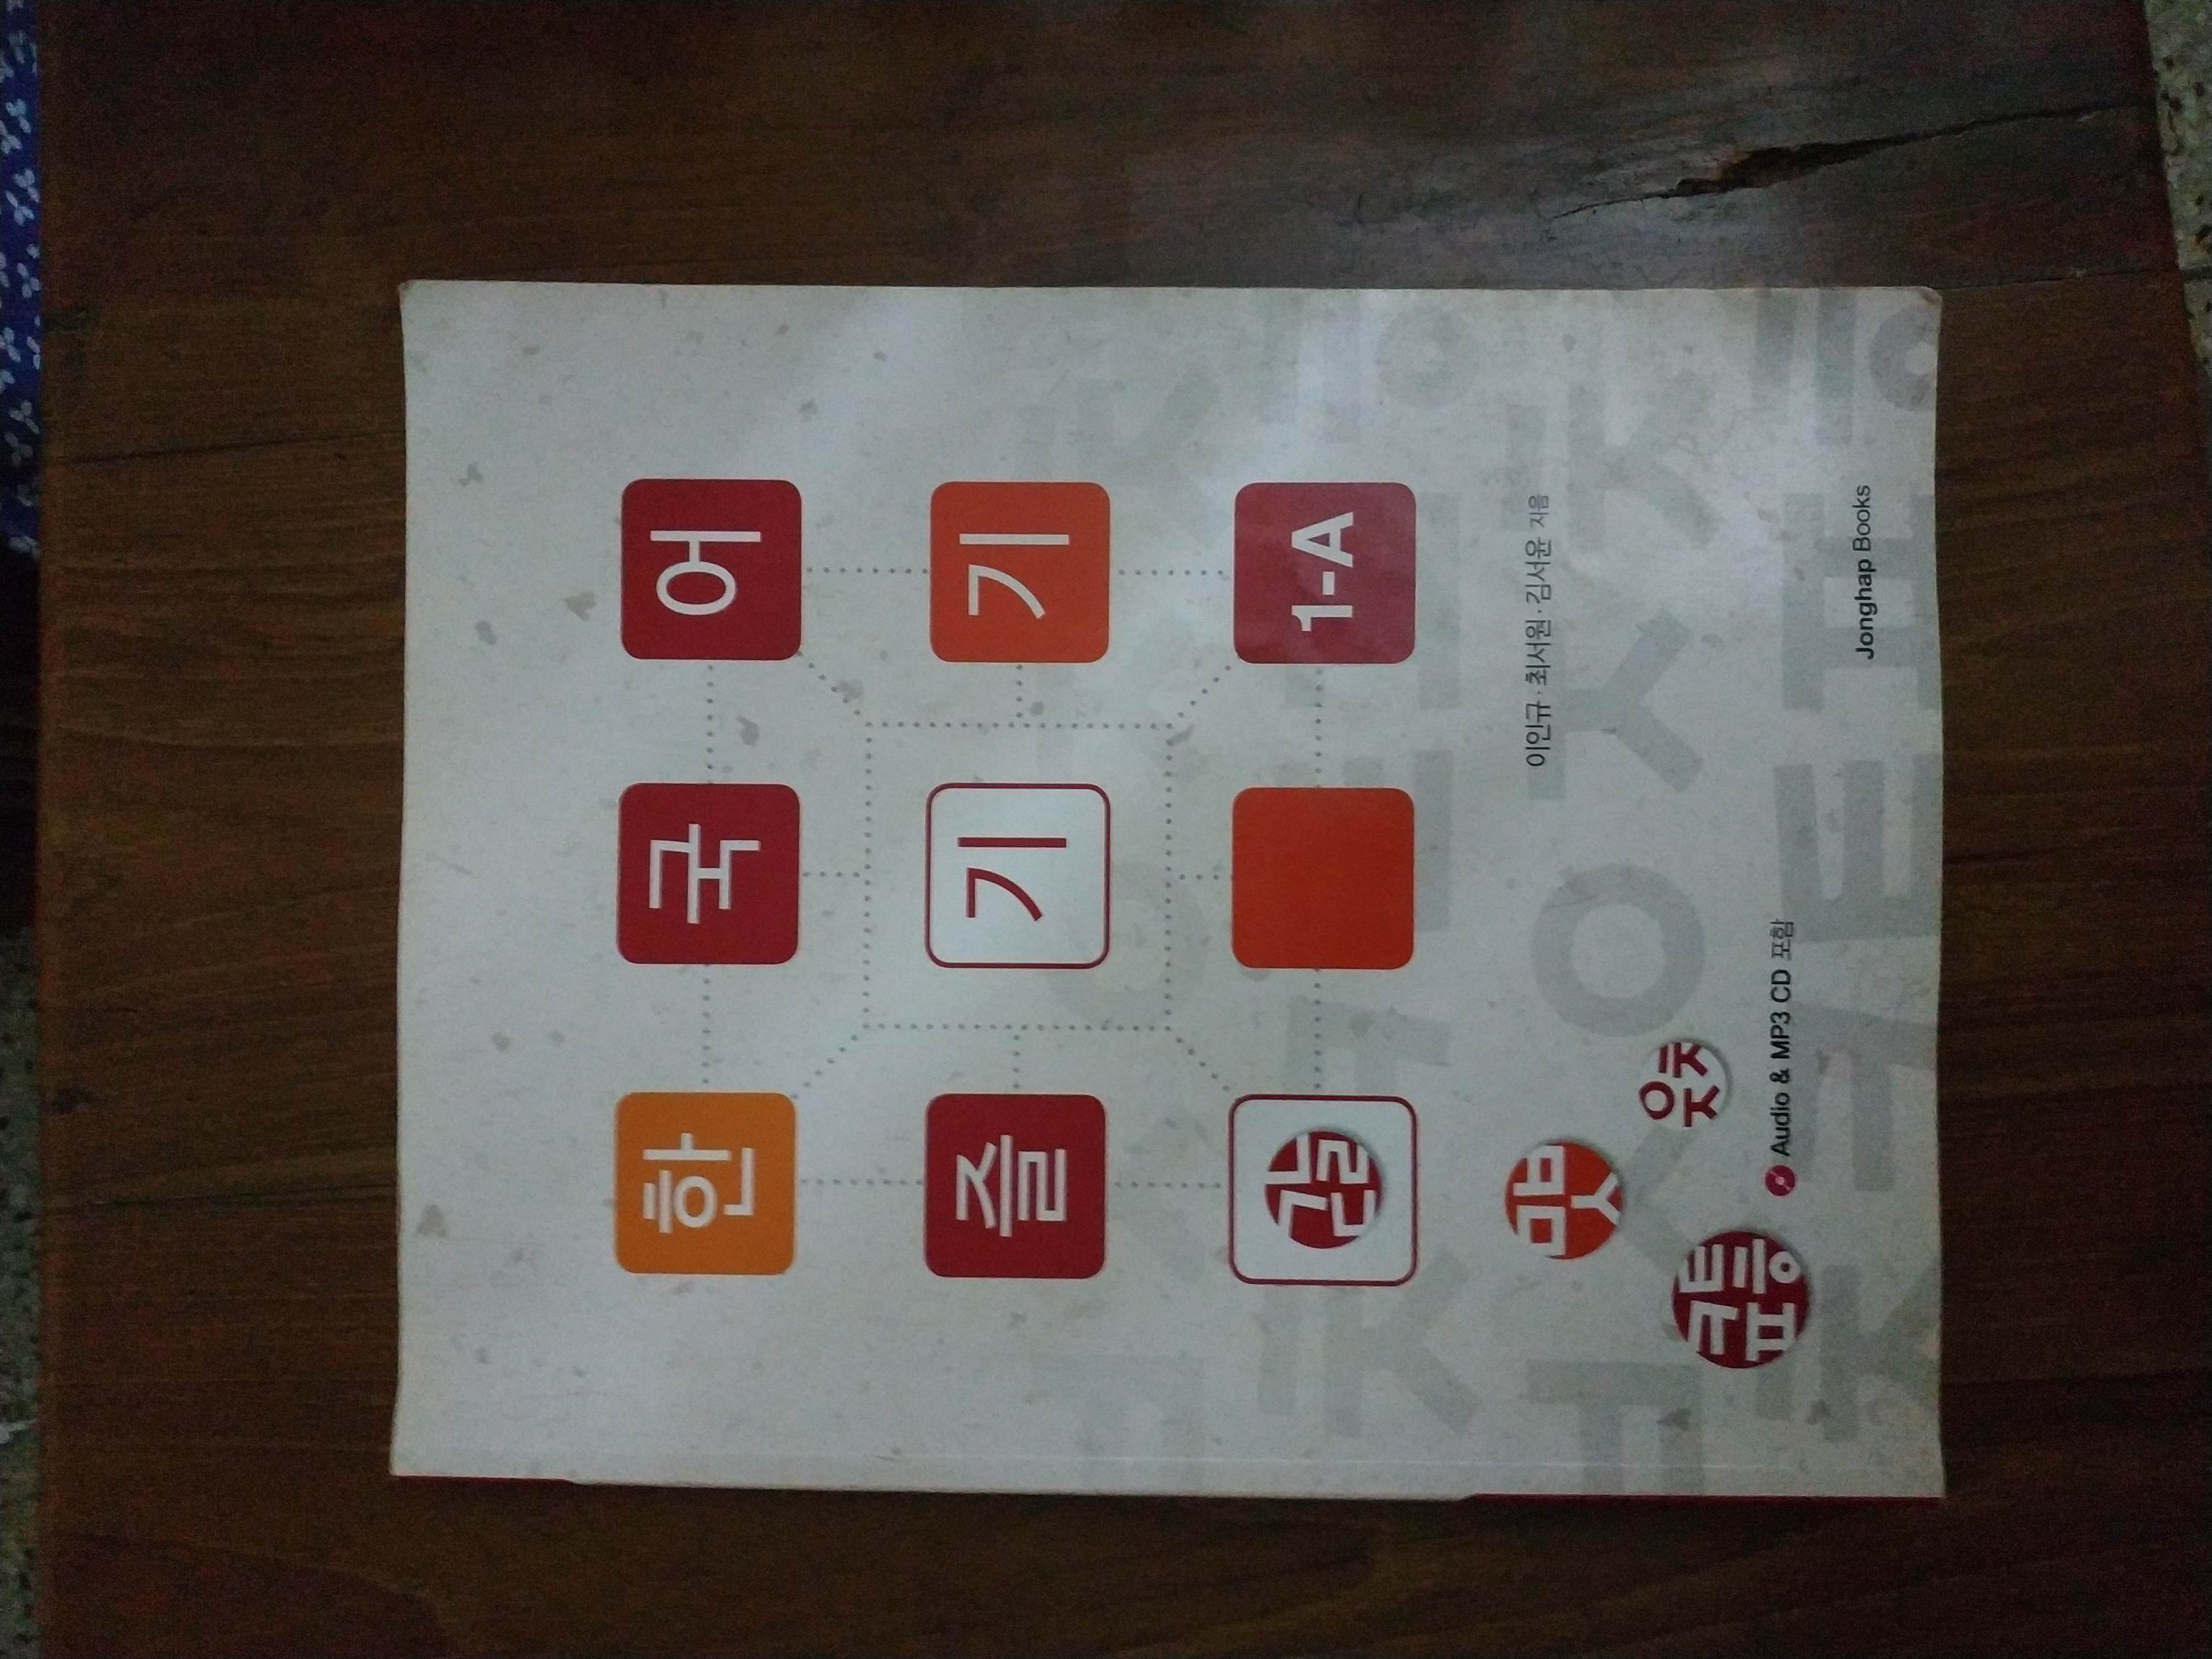 한 국 어
즐 기 기
1-A
이인규·최서원·김서윤 지음
Audio & MP3 CD 포함
Jonghap Books